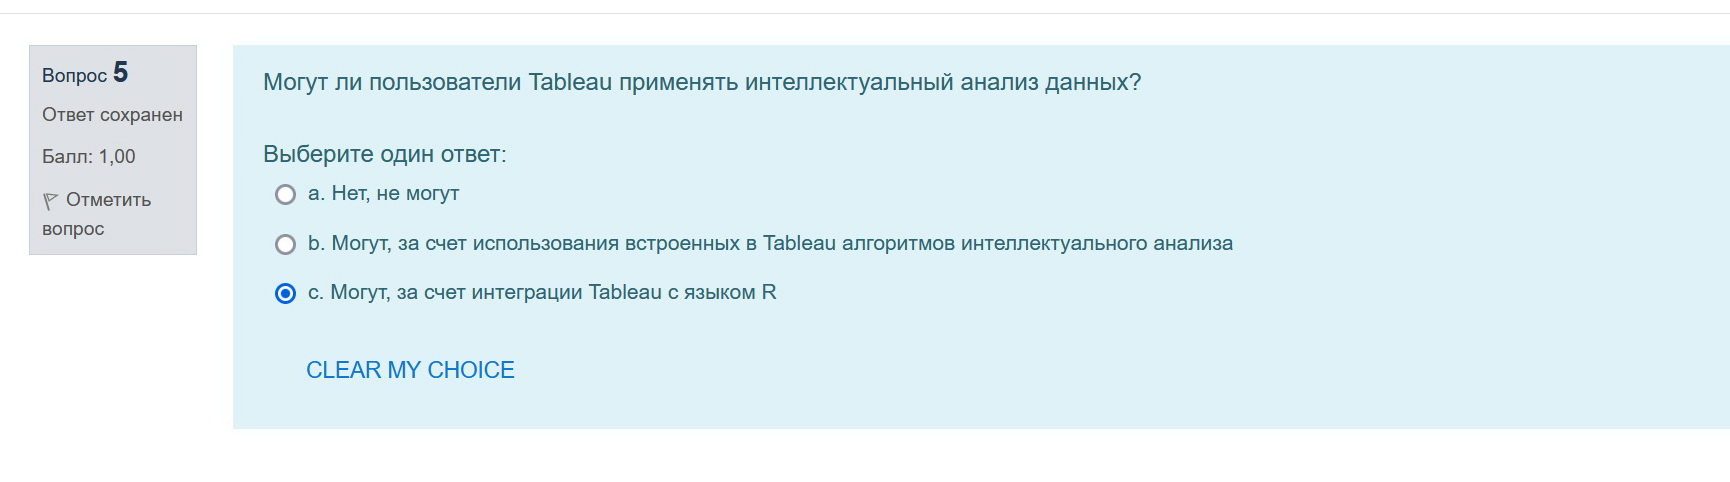 Вопрос 5
Ответ сохранен
Балл: 1,00
Отметить
вопрос
Могут ли пользователи Tableau применять интеллектуальный анализ данных?
Выберите один ответ:
a. Нет, не могут
b. Могут, за счет использования встроенных в Tableau алгоритмов интеллектуального анализа
c. Могут, за счет интеграции Tableau с языком R
CLEAR MY CHOICE